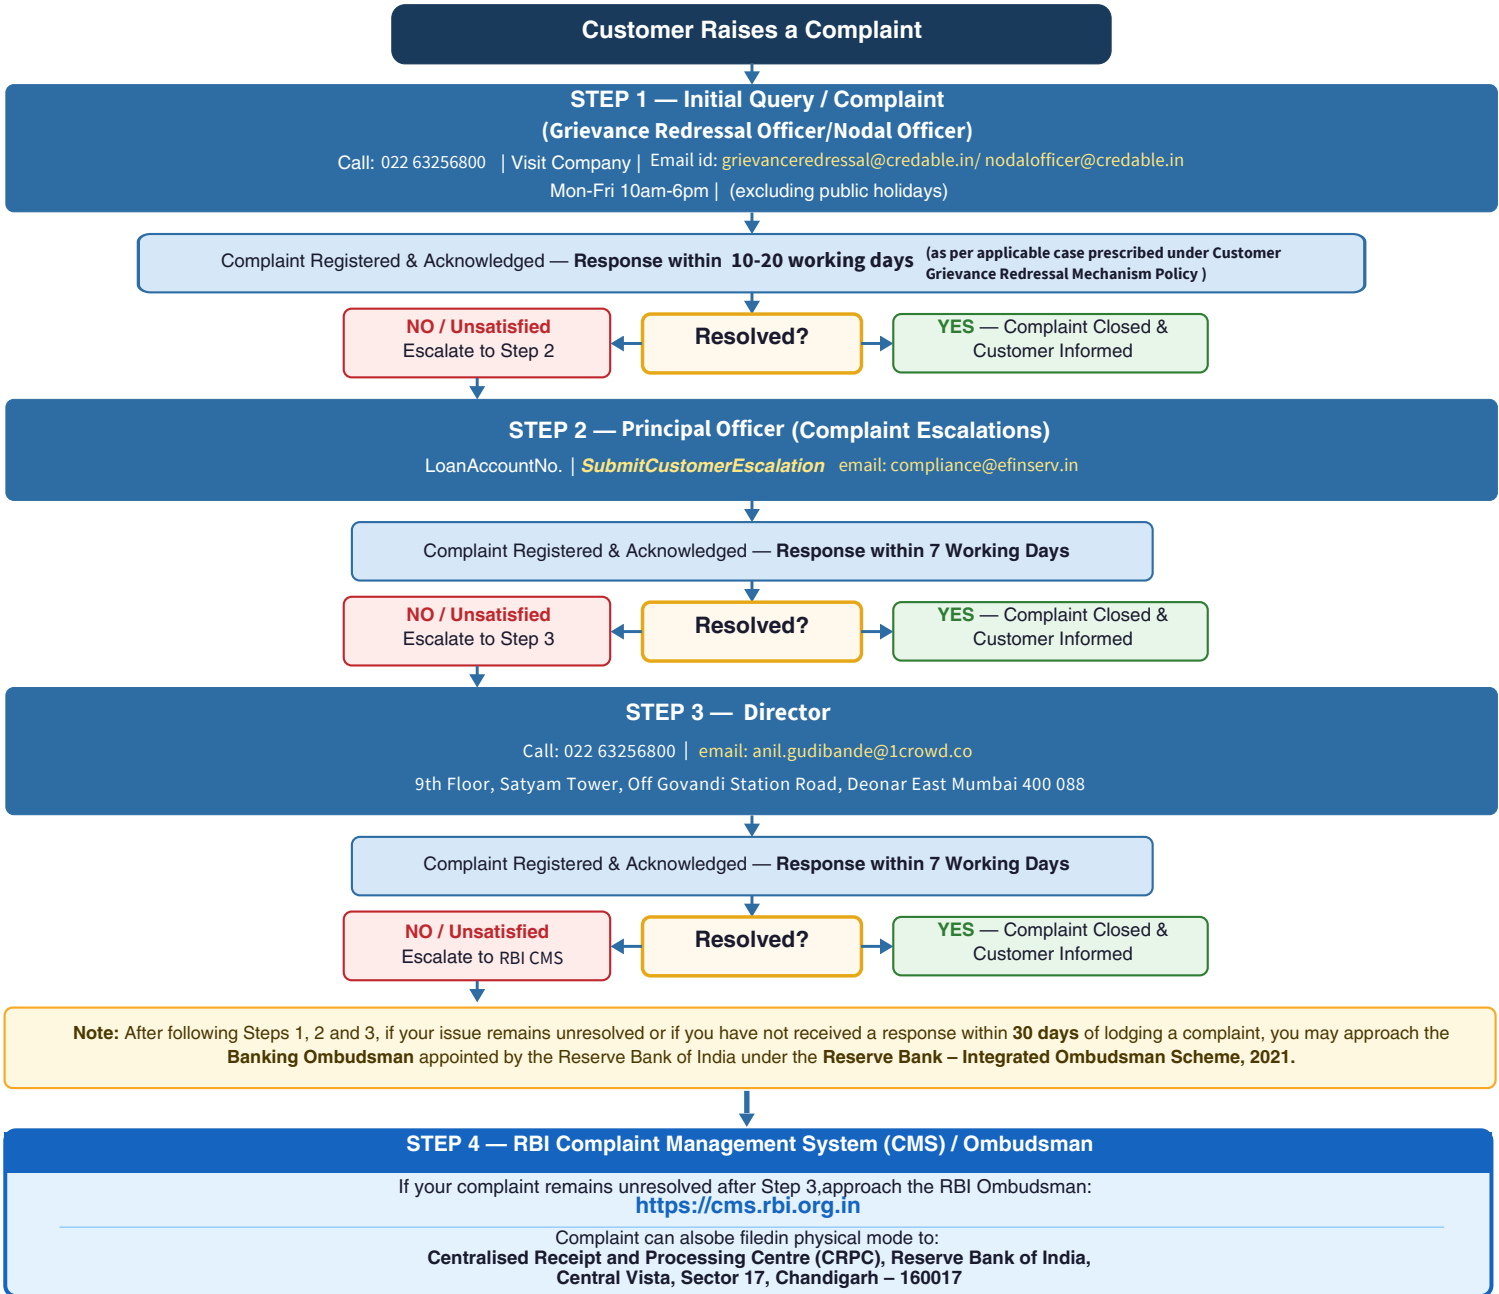 Customer Raises a Complaint
STEP 1 — Initial Query / Complaint
(Grievance Redressal Officer/Nodal Officer)
Call: 022 63256800 | Visit Company | Email id: grievanceredressal@credable.in/ nodalofficer@credable.in
Mon-Fri 10am-6pm | (excluding public holidays)
Complaint Registered & Acknowledged — Response within 10-20 working days (as per applicable case prescribed under Customer
Grievance Redressal Mechanism Policy )
NO / Unsatisfied
Escalate to Step 2
Resolved?
YES — Complaint Closed &
Customer Informed
STEP 2 — Principal Officer (Complaint Escalations)
LoanAccountNo. | SubmitCustomerEscalation email: compliance@efinserv.in
Complaint Registered & Acknowledged — Response within 7 Working Days
NO / Unsatisfied
Escalate to Step 3
Resolved?
YES — Complaint Closed &
Customer Informed
STEP 3 — Director
Call: 022 63256800 | email: anil.gudibande@1crowd.co
9th Floor, Satyam Tower, Off Govandi Station Road, Deonar East Mumbai 400 088
Complaint Registered & Acknowledged — Response within 7 Working Days
NO / Unsatisfied
Escalate to RBI CMS
Resolved?
YES — Complaint Closed &
Customer Informed
Note: After following Steps 1, 2 and 3, if your issue remains unresolved or if you have not received a response within 30 days of lodging a complaint, you may approach the
Banking Ombudsman appointed by the Reserve Bank of India under the Reserve Bank – Integrated Ombudsman Scheme, 2021.
STEP 4 — RBI Complaint Management System (CMS) / Ombudsman
If your complaint remains unresolved after Step 3,approach the RBI Ombudsman:
https://cms.rbi.org.in
Complaint can alsobe filedin physical mode to:
Centralised Receipt and Processing Centre (CRPC), Reserve Bank of India,
Central Vista, Sector 17, Chandigarh – 160017